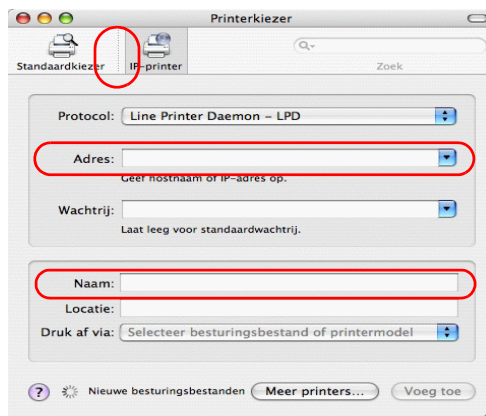 Printerkiezer
Standaardkiezer IP-printer Zoek
Protocol: Line Printer Daemon – LPD
Adres:
Geef hostnaam of IP-adres op.
Wachtrij:
Laat leeg voor standaardwachtrij.
Naam:
Locatie:
Druk af via: Selecteer besturingsbestand of printermodel
? Nieuwe besturingsbestanden Meer printers... Voeg toe